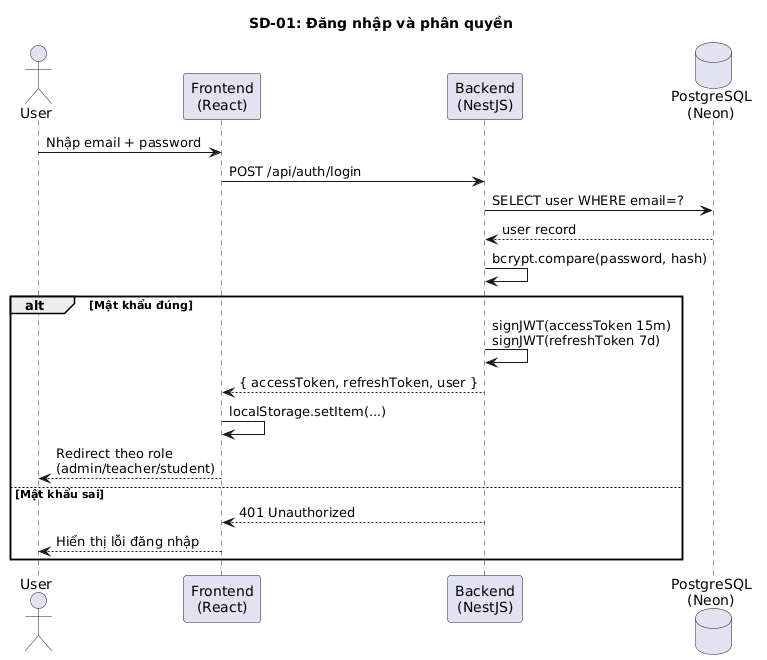 SD-01: Đăng nhập và phân quyền
User
Frontend
(React)
Backend
(NestJS)
PostgreSQL
(Neon)
Nhập email + password
POST /api/auth/login
SELECT user WHERE email=?
user record
bcrypt.compare(password, hash)
alt
[Mật khẩu đúng]
signJWT(accessToken 15m)
signJWT(refreshToken 7d)
{ accessToken, refreshToken, user }
localStorage.setItem(...)
Redirect theo role
(admin/teacher/student)
[Mật khẩu sai]
401 Unauthorized
Hiển thị lỗi đăng nhập
User
Frontend
(React)
Backend
(NestJS)
PostgreSQL
(Neon)